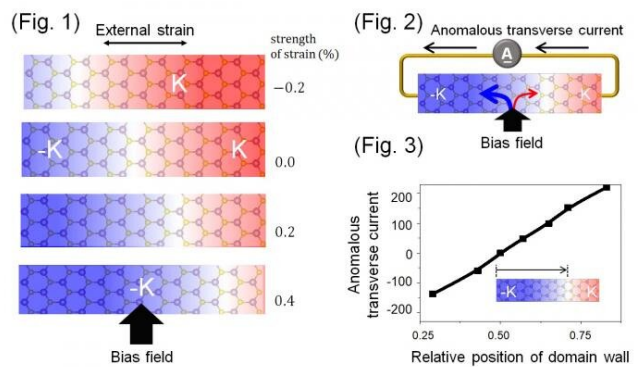 (Fig. 1)
External strain
strength
of strain (%)
K
−0.2
-K
K
0.0
0.2
-K
0.4
Bias field
(Fig. 2)
Anomalous transverse current
A
-K
K
Bias field
(Fig. 3)
Anomalous
transverse current
200
100
0
-100
-200
-K
K
0.25
0.50
0.75
Relative position of domain wall